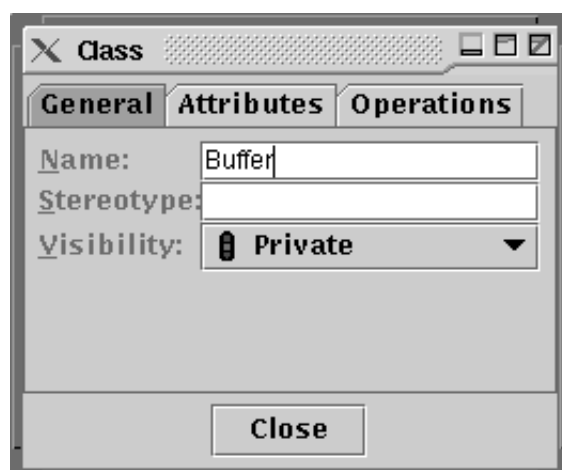 Class
General Attributes Operations
Name: Buffer
Stereotype:
Visibility: Private
Close